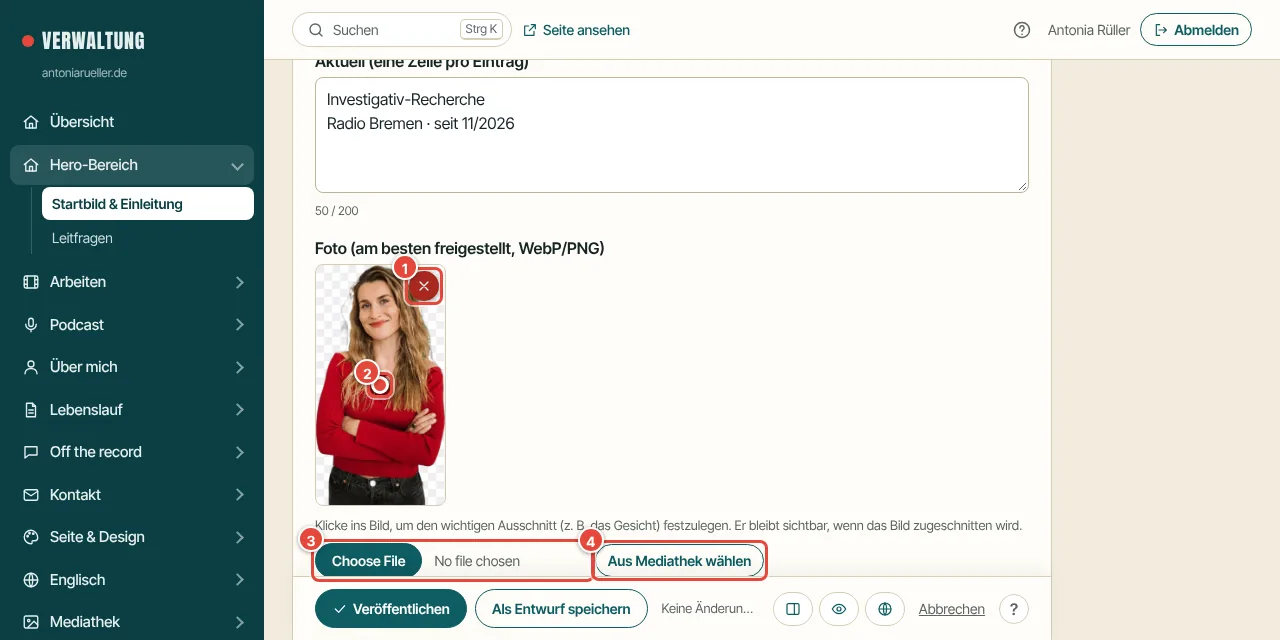 VERWALTUNG
antoniarueller.de
Übersicht
Hero-Bereich
Startbild & Einleitung
Leitfragen
Arbeiten
Podcast
Über mich
Lebenslauf
Off the record
Kontakt
Seite & Design
Englisch
Mediathek
Suchen
Strg K
Seite ansehen
?
Antonia Rüller
Abmelden
Aktuell (eine Zeile pro Eintrag)
Investigativ-Recherche
Radio Bremen · seit 11/2026
50 / 200
Foto (am besten freigestellt, WebP/PNG)
1
2
Klicke ins Bild, um den wichtigen Ausschnitt (z. B. das Gesicht) festzulegen. Er bleibt sichtbar, wenn das Bild zugeschnitten wird.
3
Choose File
No file chosen
4
Aus Mediathek wählen
Veröffentlichen
Als Entwurf speichern
Keine Änderun…
Abbrechen
?